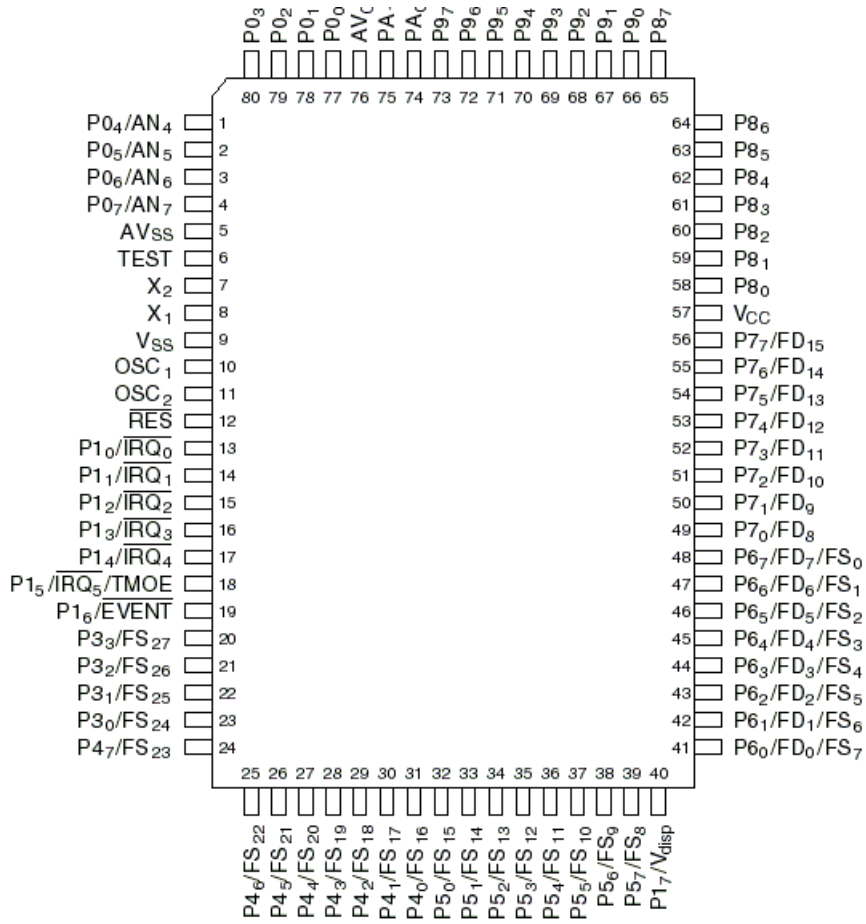 P0₃ P0₂ P0₁ P0₀ PA₀ P9₇ P9₆ P9₅ P9₄ P9₃ P9₂ P9₁ P9₀ P8₇
80 79 78 77 76 75 74 73 72 71 70 69 68 67 66 65
P0₄/AN₄ 1 64 P8₆
P0₅/AN₅ 2 63 P8₅
P0₆/AN₆ 3 62 P8₄
P0₇/AN₇ 4 61 P8₃
AVSS 5 60 P8₂
TEST 6 59 P8₁
X₂ 7 58 P8₀
X₁ 8 57 VCC
VSS 9 56 P7₇/FD₁₅
OSC₁ 10 55 P7₆/FD₁₄
OSC₂ 11 54 P7₅/FD₁₃
R̅E̅S̅ 12 53 P7₄/FD₁₂
P1₀/I̅R̅Q̅₀ 13 52 P7₃/FD₁₁
P1₁/I̅R̅Q̅₁ 14 51 P7₂/FD₁₀
P1₂/I̅R̅Q̅₂ 15 50 P7₁/FD₉
P1₃/I̅R̅Q̅₃ 16 49 P7₀/FD₈
P1₄/I̅R̅Q̅₄ 17 48 P6₇/FD₇/FS₀
P1₅/I̅R̅Q̅₅/TMOE 18 47 P6₆/FD₆/FS₁
P1₆/E̅V̅E̅N̅T̅ 19 46 P6₅/FD₅/FS₂
P3₃/FS₂₇ 20 45 P6₄/FD₄/FS₃
P3₂/FS₂₆ 21 44 P6₃/FD₃/FS₄
P3₁/FS₂₅ 22 43 P6₂/FD₂/FS₅
P3₀/FS₂₄ 23 42 P6₁/FD₁/FS₆
P4₇/FS₂₃ 24 41 P6₀/FD₀/FS₇
25 26 27 28 29 30 31 32 33 34 35 36 37 38 39 40
P4₆/FS₂₂ P4₅/FS₂₁ P4₄/FS₂₀ P4₃/FS₁₉ P4₂/FS₁₈ P4₁/FS₁₇ P4₀/FS₁₆ P5₀/FS₁₅ P5₁/FS₁₄ P5₂/FS₁₃ P5₃/FS₁₂ P5₄/FS₁₁ P5₅/FS₁₀ P5₆/FS₉ P5₇/FS₈ P1₇/Vdisp